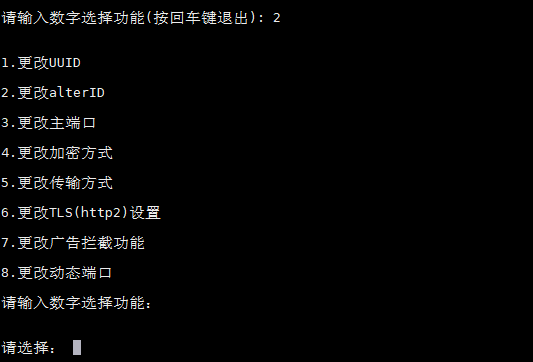 请输入数字选择功能(按回车键退出): 2
1.更改UUID
2.更改alterID
3.更改主端口
4.更改加密方式
5.更改传输方式
6.更改TLS(http2)设置
7.更改广告拦截功能
8.更改动态端口
请输入数字选择功能：
请选择：